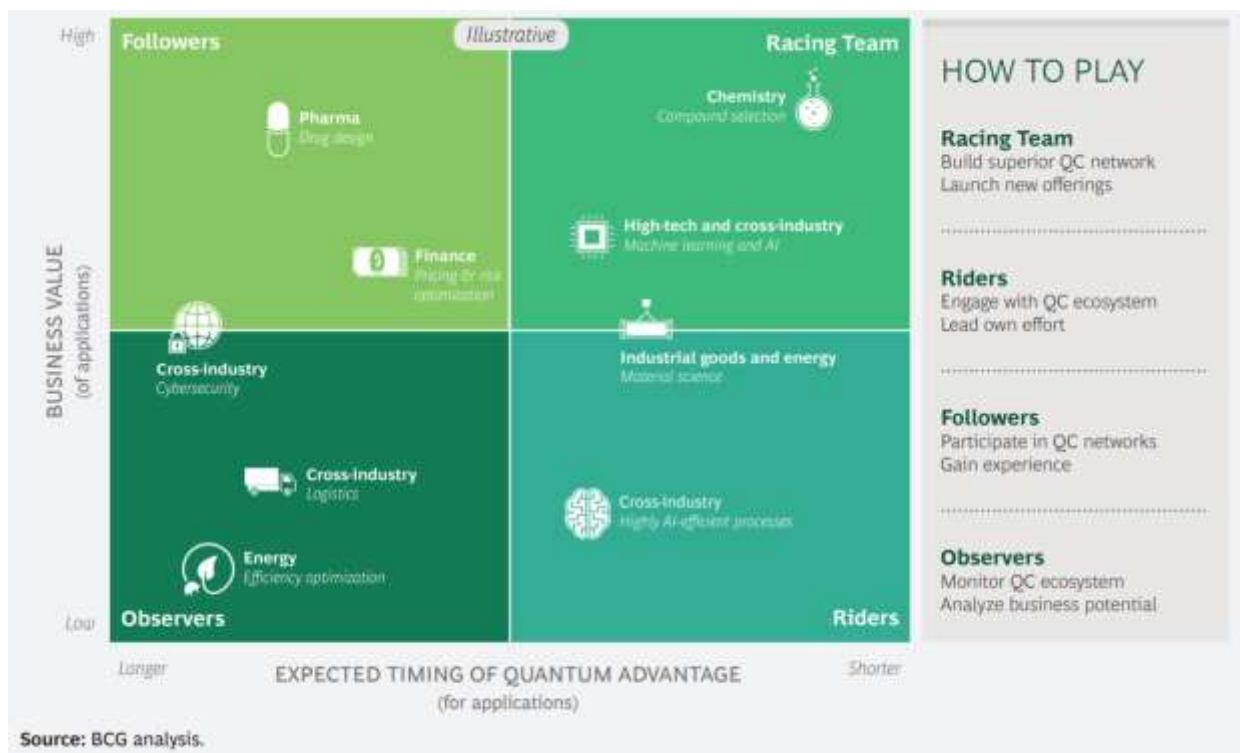 High
Followers
Illustrative
Racing Team
Pharma
Drug design
Chemistry
Compound selection
High-tech and cross-industry
Machine learning and AI
Finance
Pricing & risk
optimization
BUSINESS VALUE
(of applications)
Cross-industry
Cybersecurity
Industrial goods and energy
Material science
Cross-industry
Logistics
Cross-industry
Highly AI-efficient processes
Energy
Efficiency optimization
Low
Observers
Riders
Longer
EXPECTED TIMING OF QUANTUM ADVANTAGE
(for applications)
Shorter
HOW TO PLAY
Racing Team
Build superior QC network
Launch new offerings
Riders
Engage with QC ecosystem
Lead own effort
Followers
Participate in QC networks
Gain experience
Observers
Monitor QC ecosystem
Analyze business potential
Source: BCG analysis.